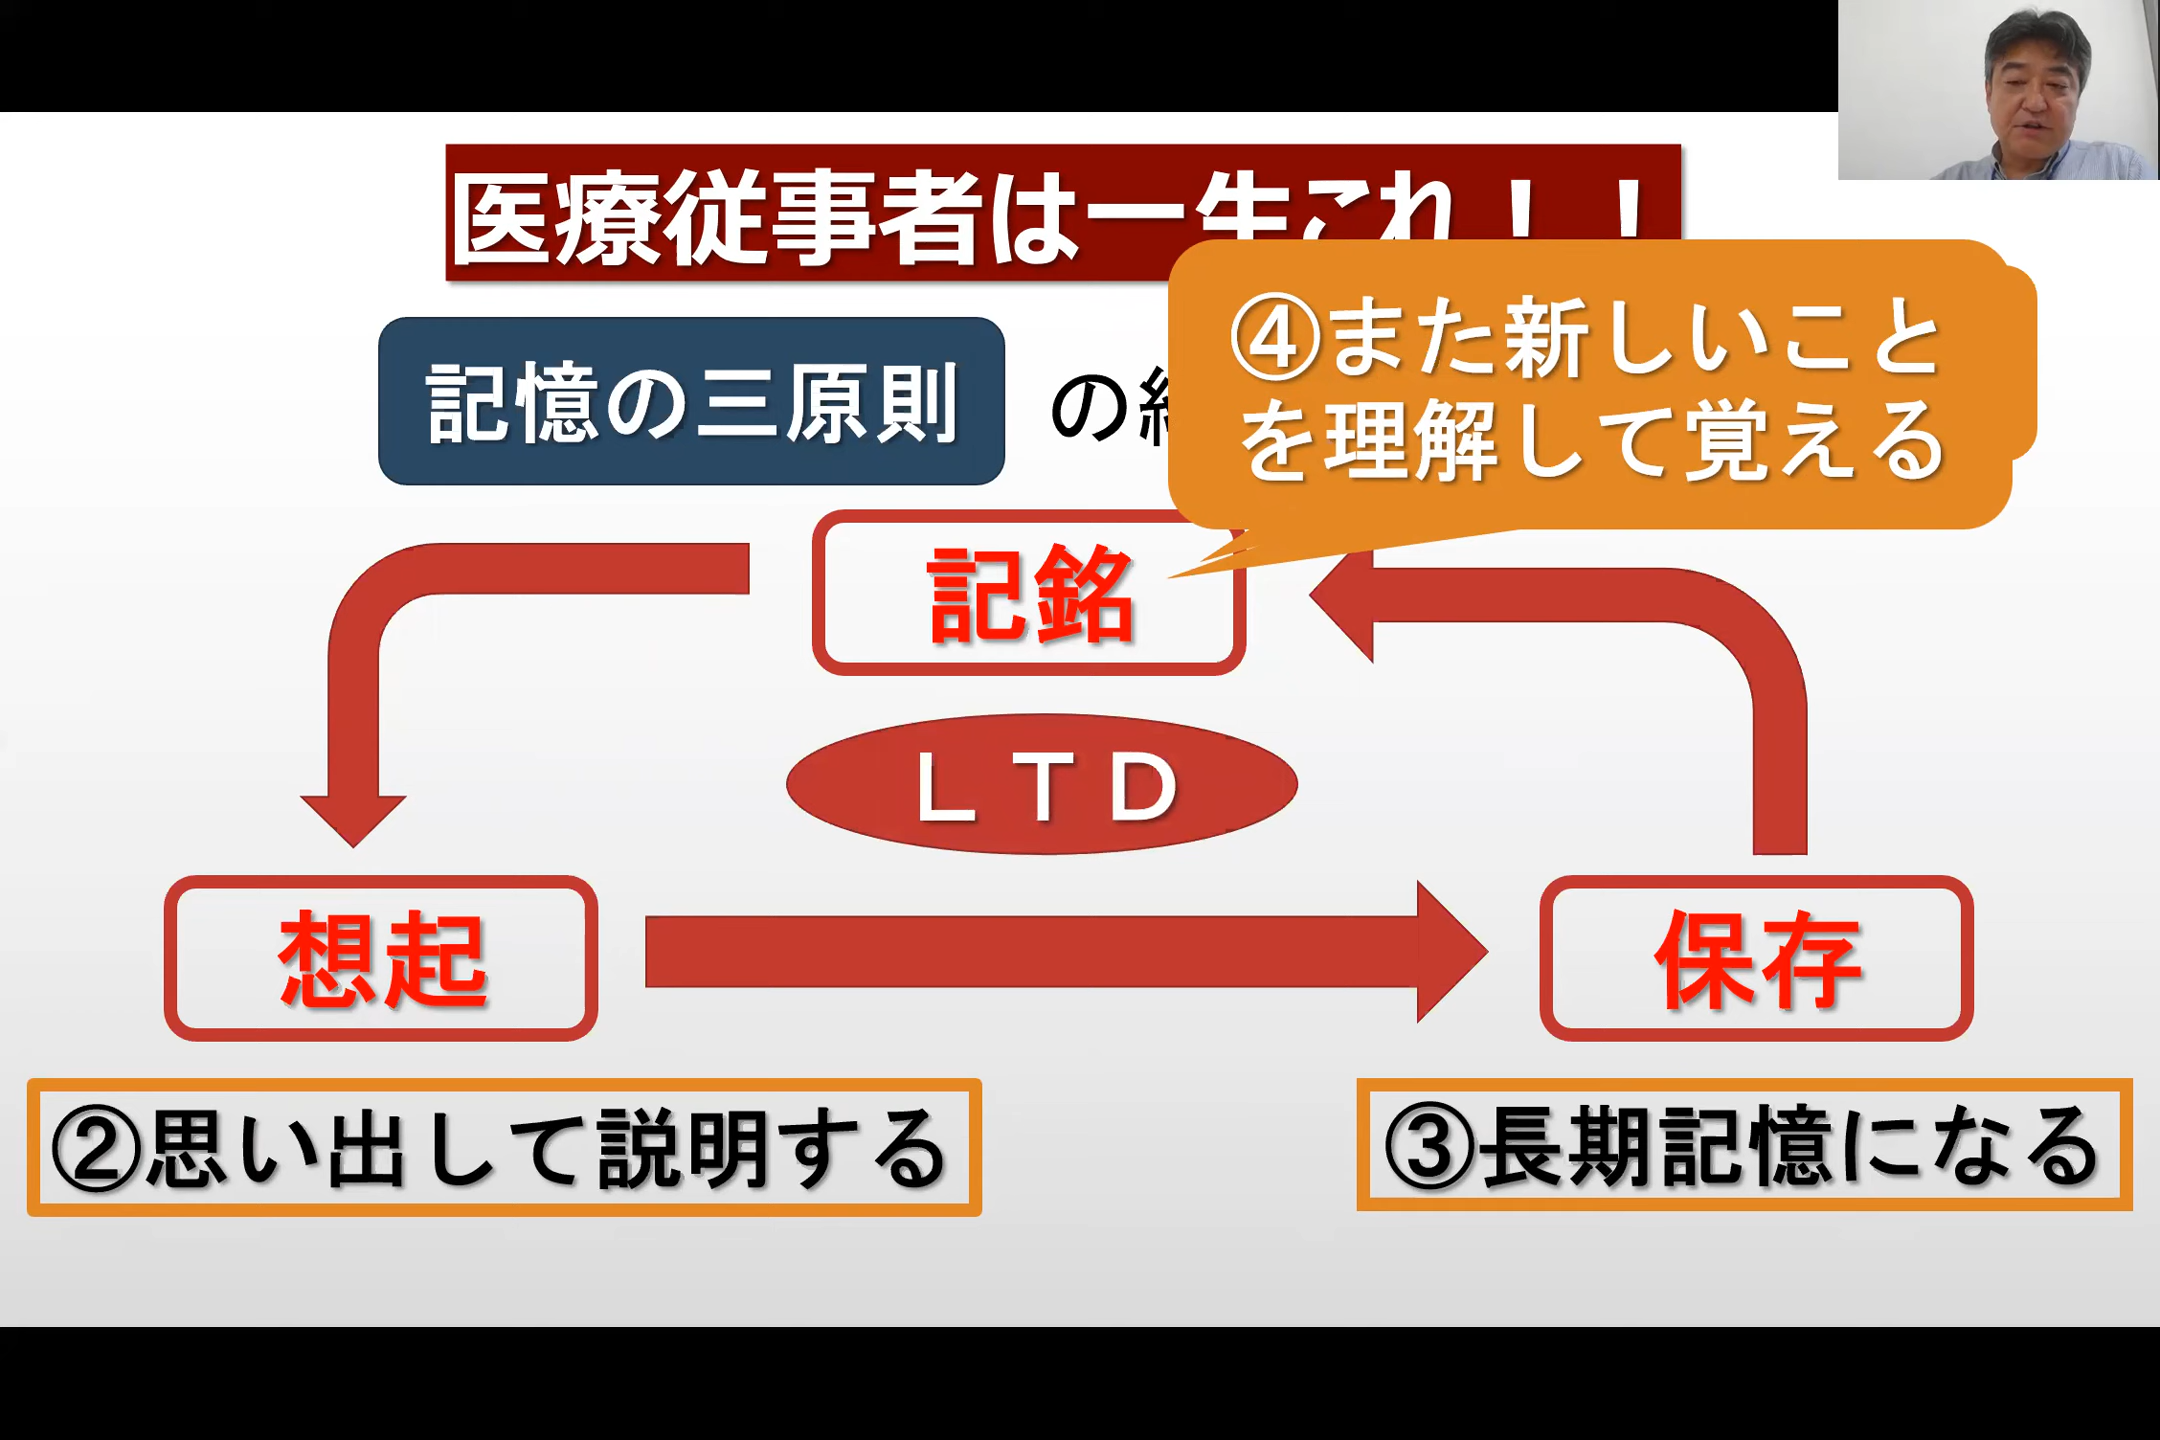 医療従事者は一生これ！！
記憶の三原則 の
④また新しいこと
を理解して覚える
記銘
ＬＴＤ
想起
保存
②思い出して説明する
③長期記憶になる